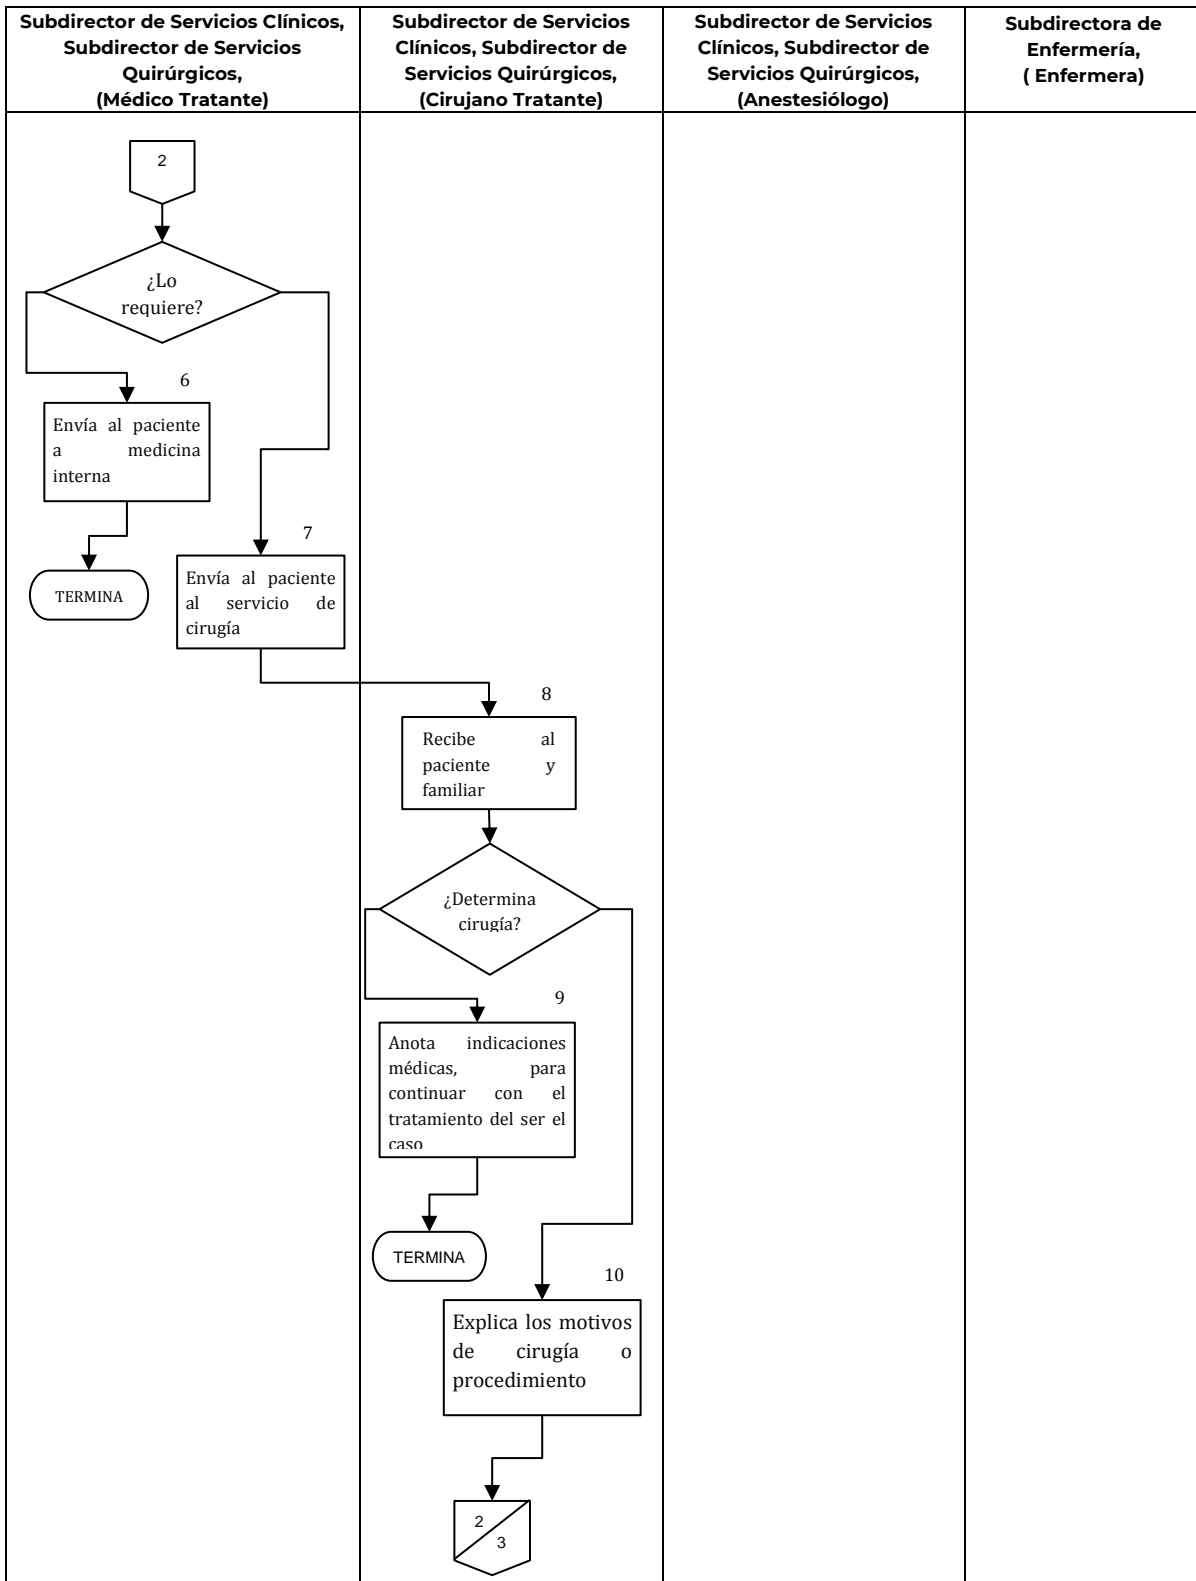 Subdirector de Servicios Clínicos,
Subdirector de Servicios
Quirúrgicos,
(Médico Tratante)
Subdirector de Servicios
Clínicos, Subdirector de
Servicios Quirúrgicos,
(Cirujano Tratante)
Subdirector de Servicios
Clínicos, Subdirector de
Servicios Quirúrgicos,
(Anestesiólogo)
Subdirectora de
Enfermería,
( Enfermera)
2
¿Lo
requiere?
6
Envía al paciente
a medicina
interna
TERMINA
7
Envía al paciente
al servicio de
cirugía
8
Recibe al
paciente y
familiar
¿Determina
cirugía?
9
Anota indicaciones
médicas, para
continuar con el
tratamiento del ser el
caso
TERMINA
10
Explica los motivos
de cirugía o
procedimiento
2
3